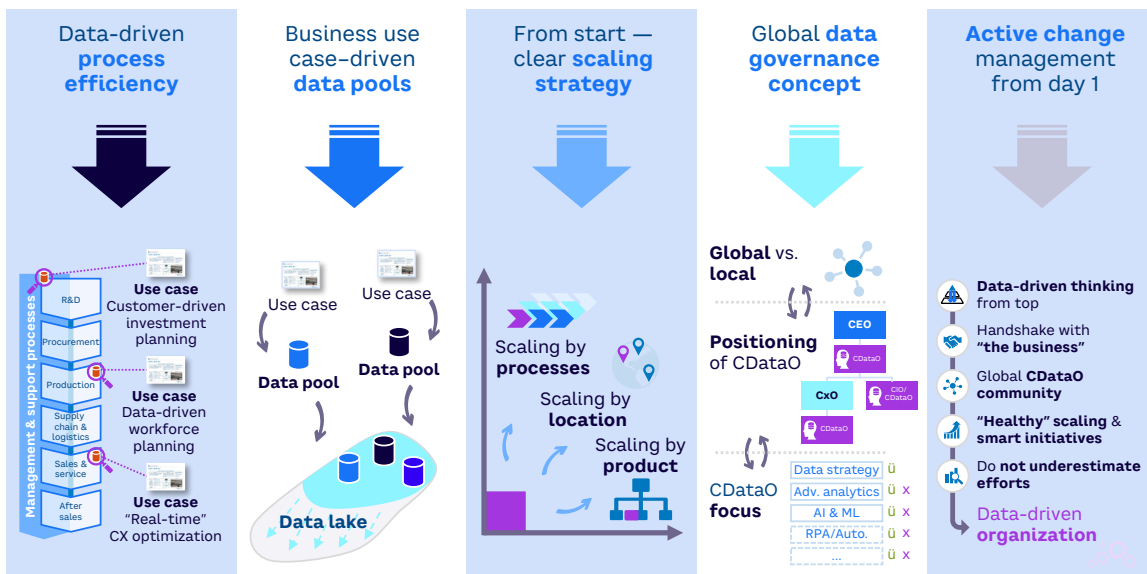 Data-driven
process
efficiency
Management & support processes
R&D
Procurement
Production
Supply
chain &
logistics
Sales &
service
After
sales
Use case
Customer-driven
investment
planning
Use case
Data-driven
workforce
planning
Use case
“Real-time”
CX optimization
Business use
case–driven
data pools
Use case
Use case
Data pool
Data pool
Data lake
From start —
clear scaling
strategy
Scaling by
processes
Scaling by
location
Scaling by
product
Global data
governance
concept
Global vs.
local
Positioning
of CDataO
CEO
CDataO
CxO
CIO/
CDataO
CDataO
CDataO
focus
Data strategy ü
Adv. analytics ü x
AI & ML ü x
RPA/Auto. ü x
... ü x
Active change
management
from day 1
Data-driven thinking
from top
Handshake with
“the business”
Global CDataO
community
“Healthy” scaling &
smart initiatives
Do not underestimate
efforts
Data-driven
organization